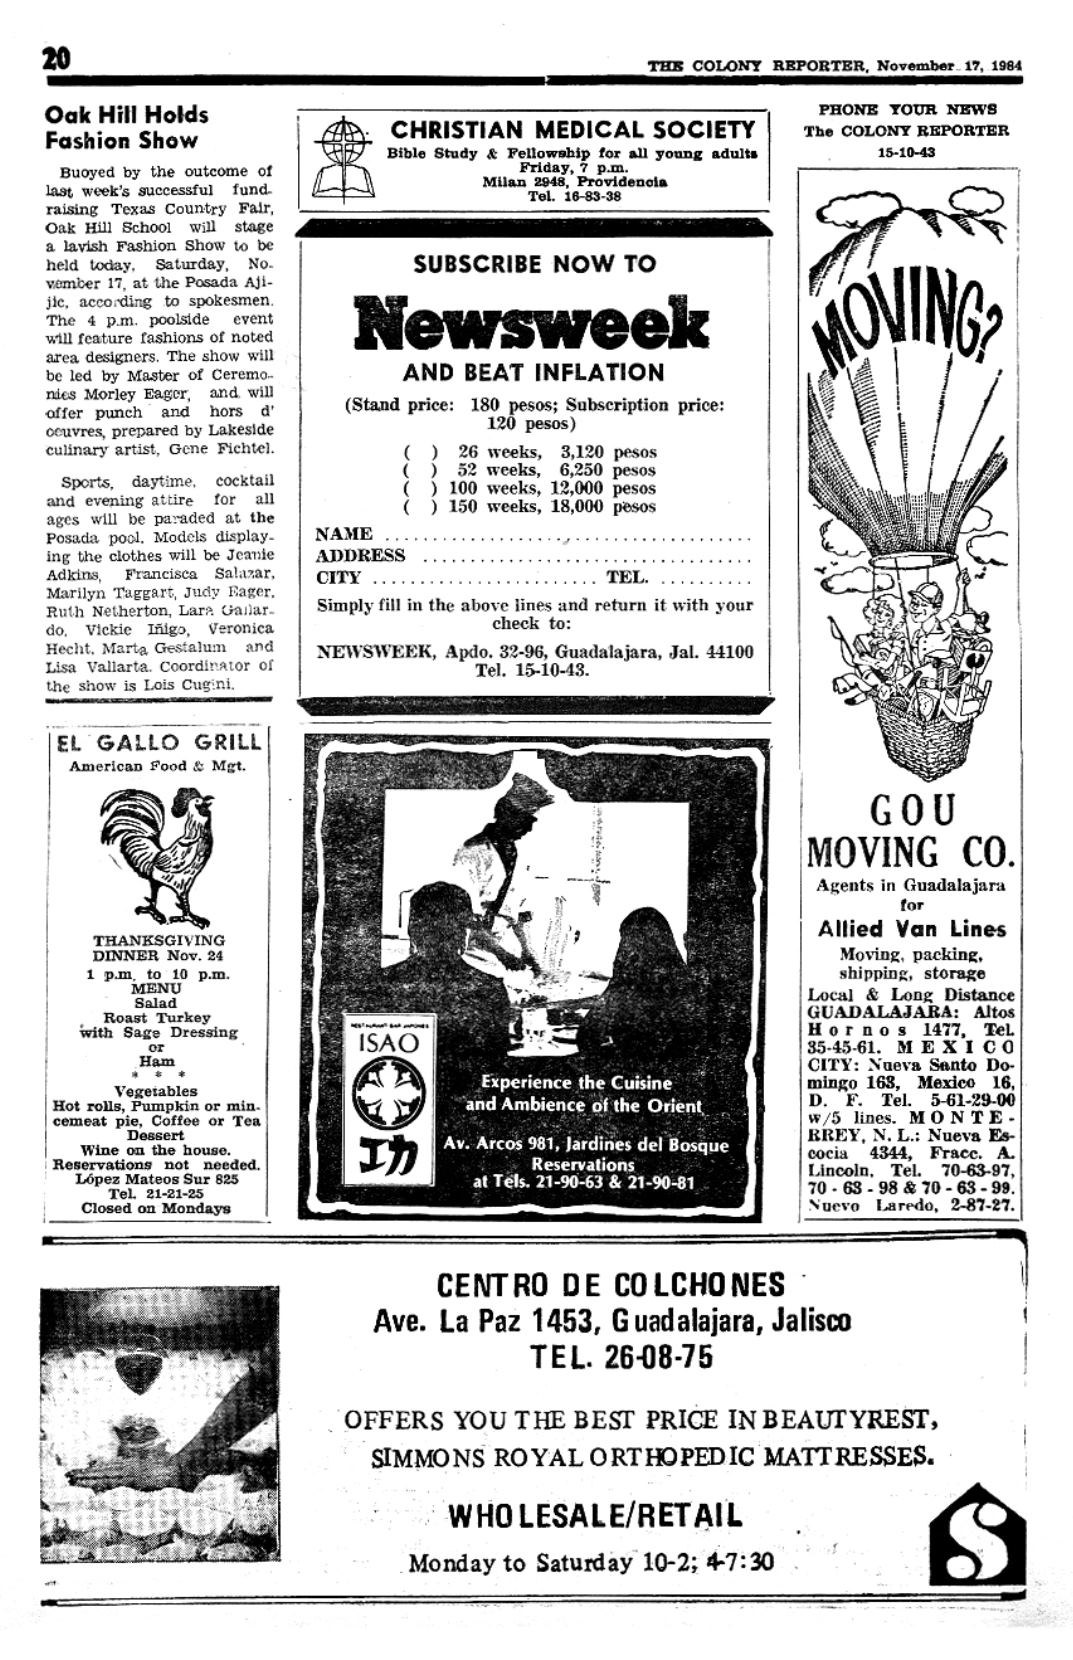 20
THE COLONY REPORTER, November 17, 1984
Oak Hill Holds
Fashion Show
Buoyed by the outcome of
last week's successful fund-
raising Texas Country Fair,
Oak Hill School will stage
a lavish Fashion Show to be
held today, Saturday, No-
vember 17, at the Posada Aji-
jic, according to spokesmen.
The 4 p.m. poolside event
will feature fashions of noted
area designers. The show will
be led by Master of Ceremo-
nies Morley Eager, and will
offer punch and hors d'
oeuvres, prepared by Lakeside
culinary artist, Gene Fichtel.
Sports, daytime, cocktail
and evening attire for all
ages will be paraded at the
Posada pool. Models display-
ing the clothes will be Jeanie
Adkins, Francisca Salazar,
Marilyn Taggart, Judy Eager,
Ruth Netherton, Lara Gallar-
do, Vickie Iñigo, Veronica
Hecht, Marta Gestalum and
Lisa Vallarta. Coordinator of
the show is Lois Cugini.
EL GALLO GRILL
American Food & Mgt.
THANKSGIVING
DINNER Nov. 24
1 p.m. to 10 p.m.
MENU
Salad
Roast Turkey
with Sage Dressing
or
Ham
* * *
Vegetables
Hot rolls, Pumpkin or min-
cemeat pie, Coffee or Tea
Dessert
Wine on the house.
Reservations not needed.
López Mateos Sur 825
Tel. 21-21-25
Closed on Mondays
CHRISTIAN MEDICAL SOCIETY
Bible Study & Fellowship for all young adults
Friday, 7 p.m.
Milan 2948, Providencia
Tel. 16-83-38
SUBSCRIBE NOW TO
Newsweek
AND BEAT INFLATION
(Stand price: 180 pesos; Subscription price:
120 pesos)
( ) 26 weeks, 3,120 pesos
( ) 52 weeks, 6,250 pesos
( ) 100 weeks, 12,000 pesos
( ) 150 weeks, 18,000 pesos
NAME ......................................
ADDRESS ..................................
CITY ....................... TEL. ..........
Simply fill in the above lines and return it with your
check to:
NEWSWEEK, Apdo. 32-96, Guadalajara, Jal. 44100
Tel. 15-10-43.
RESTAURANT BAR JAPONES
ISAO
工力
Experience the Cuisine
and Ambience of the Orient
Av. Arcos 981, Jardines del Bosque
Reservations
at Tels. 21-90-63 & 21-90-81
PHONE YOUR NEWS
The COLONY REPORTER
15-10-43
MOVING?
GOU
MOVING CO.
Agents in Guadalajara
for
Allied Van Lines
Moving, packing,
shipping, storage
Local & Long Distance
GUADALAJARA: Altos
Hornos 1477, Tel.
35-45-61. MEXICO
CITY: Nueva Santo Do-
mingo 163, Mexico 16,
D. F. Tel. 5-61-29-00
w/5 lines. MONTE-
RREY, N. L.: Nueva Es-
cocia 4344, Fracc. A.
Lincoln, Tel. 70-63-97,
70-63-98 & 70-63-99.
Nuevo Laredo, 2-87-27.
CENTRO DE COLCHONES
Ave. La Paz 1453, Guadalajara, Jalisco
TEL. 26-08-75
OFFERS YOU THE BEST PRICE IN BEAUTYREST,
SIMMONS ROYAL ORTHOPEDIC MATTRESSES.
WHOLESALE/RETAIL
Monday to Saturday 10-2; 4-7:30
S